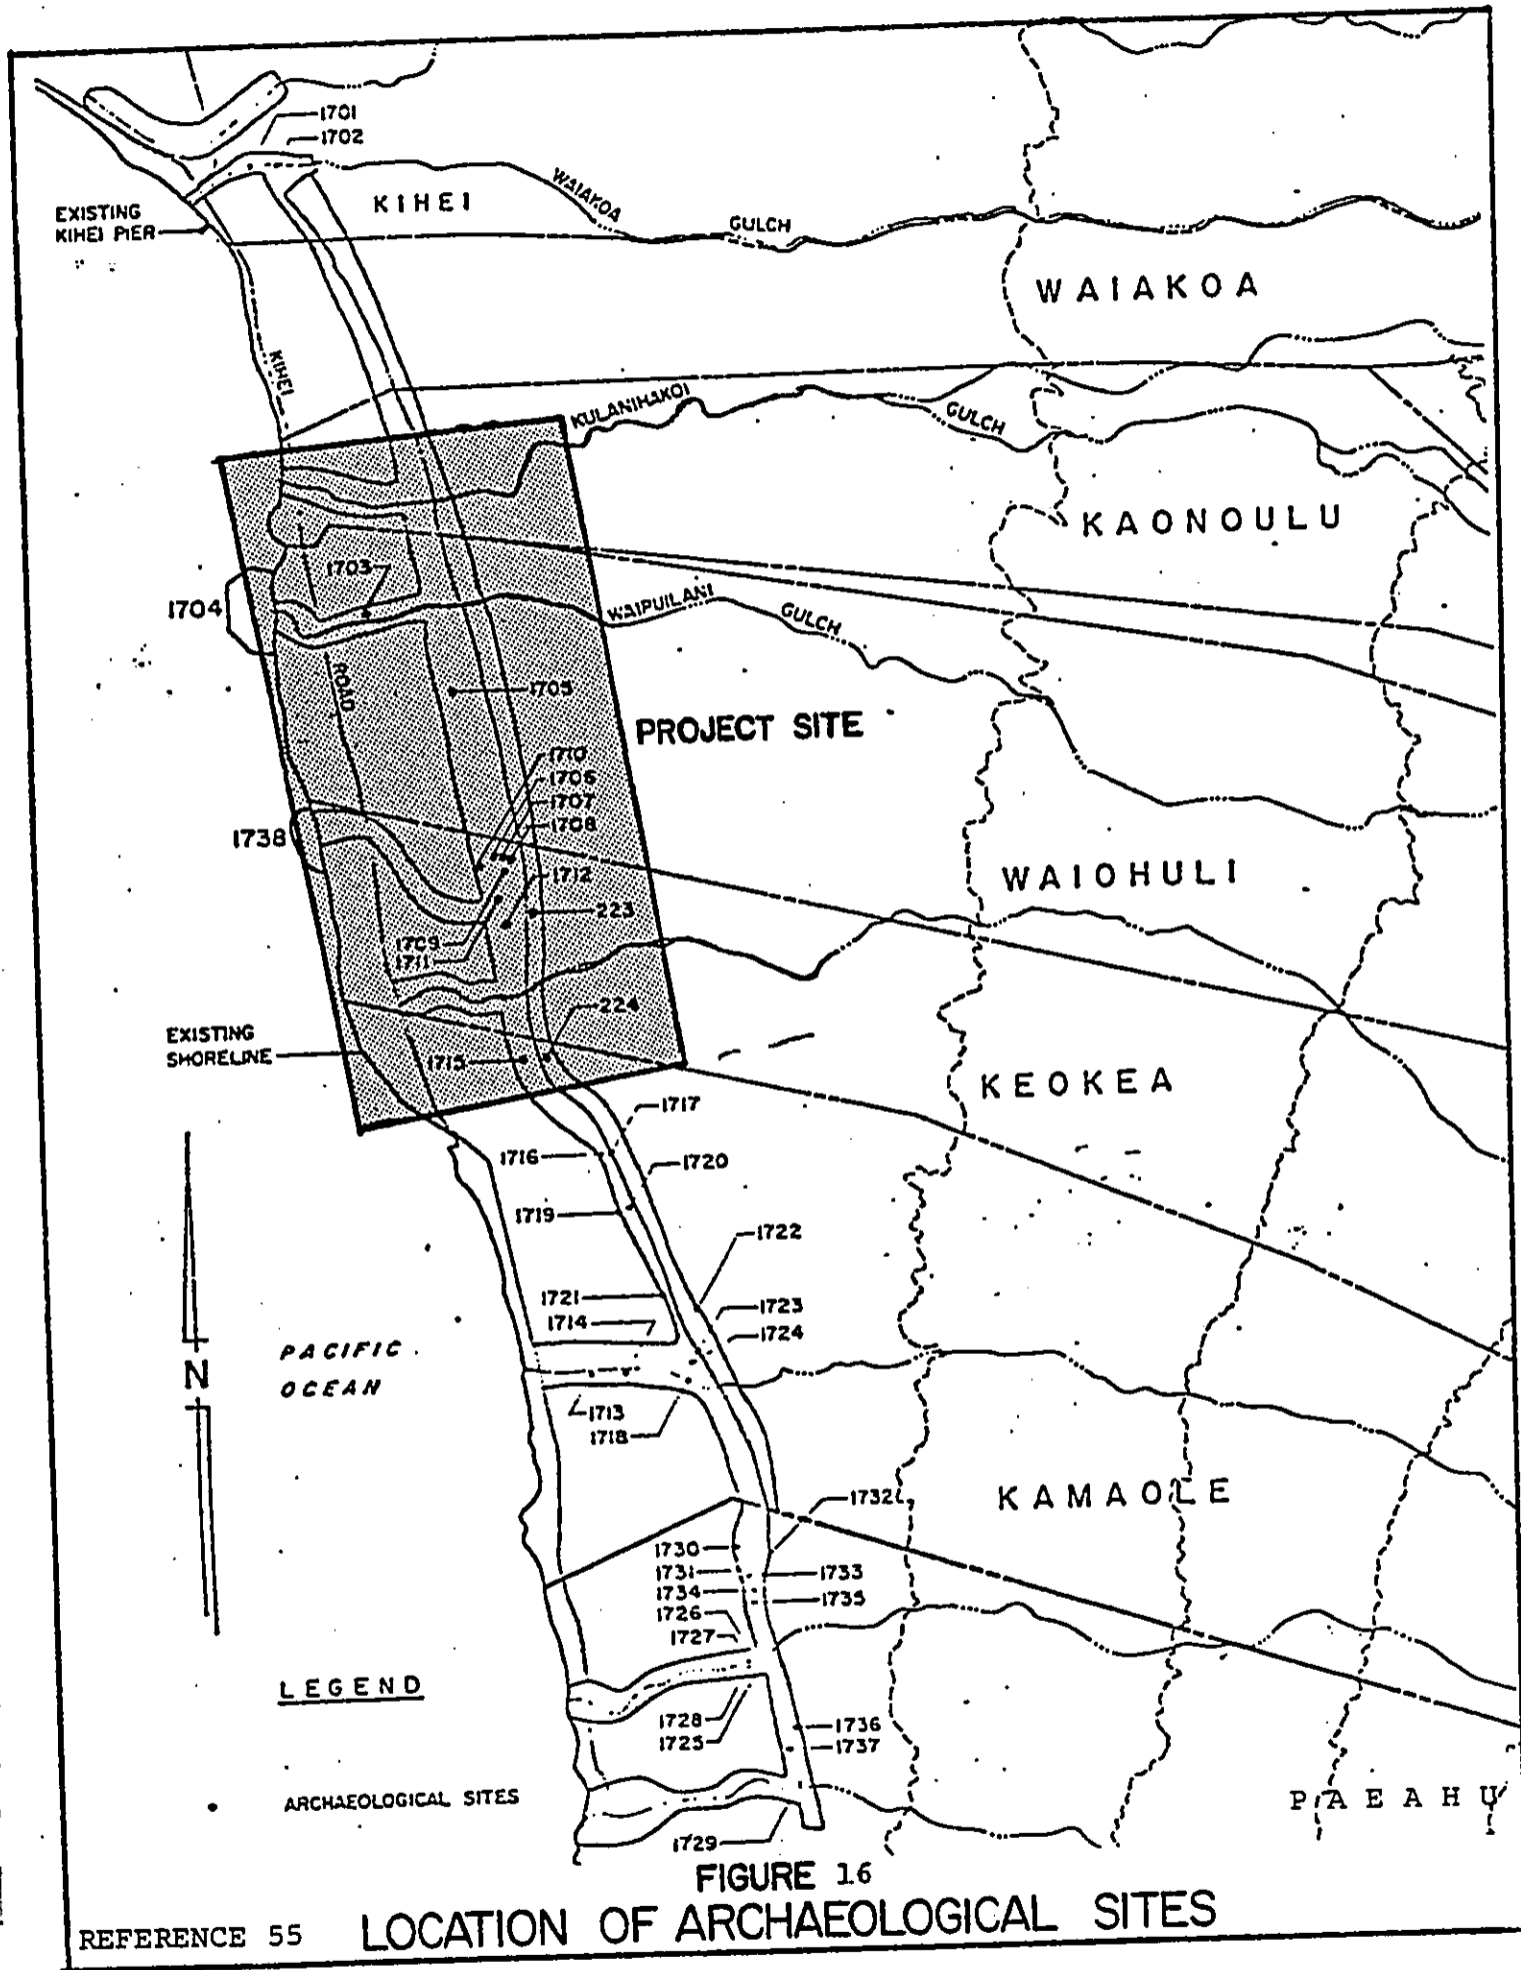 1701
1702
EXISTING
KIHEI PIER
KIHEI
WAIAKOA
GULCH
WAIAKOA
KIHEI
KULANIHAKOI
GULCH
KAONOULU
1703
1704
WAIPUILANI
GULCH
ROAD
1705
PROJECT SITE
1710
1706
1707
1708
1738
1712
WAIOHULI
223
1709
1711
224
EXISTING
SHORELINE
1715
KEOKEA
1717
1716
1720
1719
1722
1721
1723
1714
1724
PACIFIC
OCEAN
N
1713
1718
1732
KAMAOLE
1730
1731
1733
1734
1735
1726
1727
LEGEND
1728
1736
1725
1737
ARCHAEOLOGICAL SITES
PAEAHU
1729
FIGURE 16
REFERENCE 55
LOCATION OF ARCHAEOLOGICAL SITES